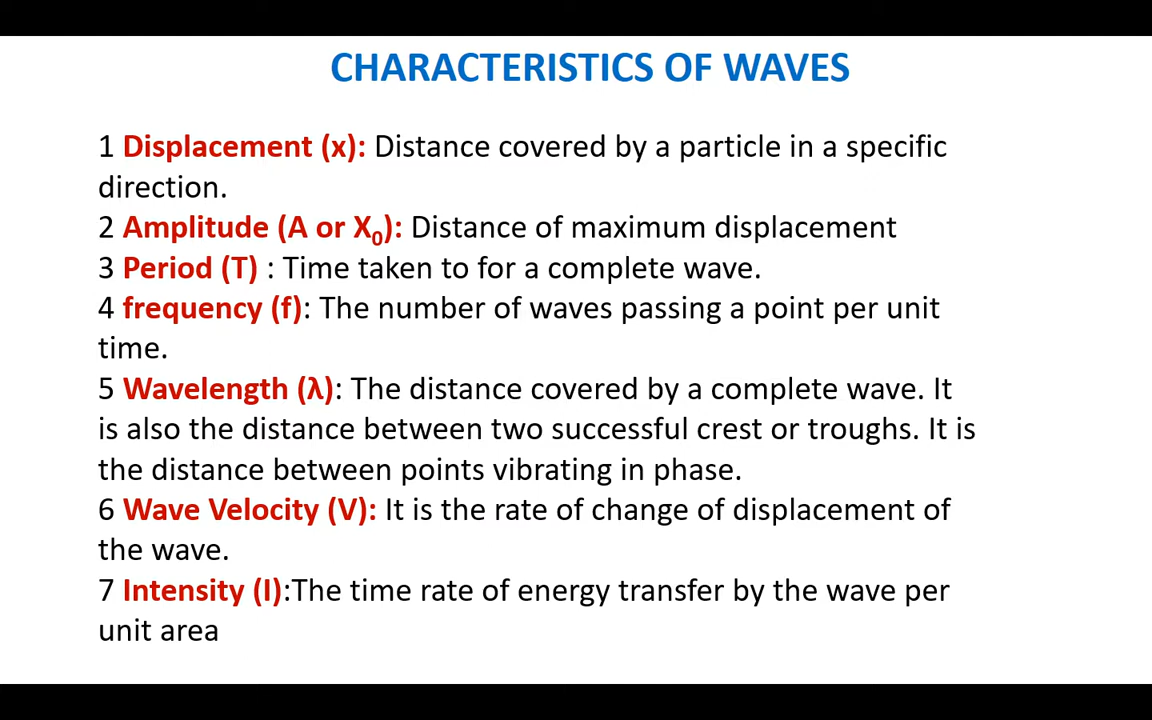 CHARACTERISTICS OF WAVES
1 Displacement (x): Distance covered by a particle in a specific
direction.
2 Amplitude (A or X₀): Distance of maximum displacement
3 Period (T) : Time taken to for a complete wave.
4 frequency (f): The number of waves passing a point per unit
time.
5 Wavelength (λ): The distance covered by a complete wave. It
is also the distance between two successful crest or troughs. It is
the distance between points vibrating in phase.
6 Wave Velocity (V): It is the rate of change of displacement of
the wave.
7 Intensity (I):The time rate of energy transfer by the wave per
unit area